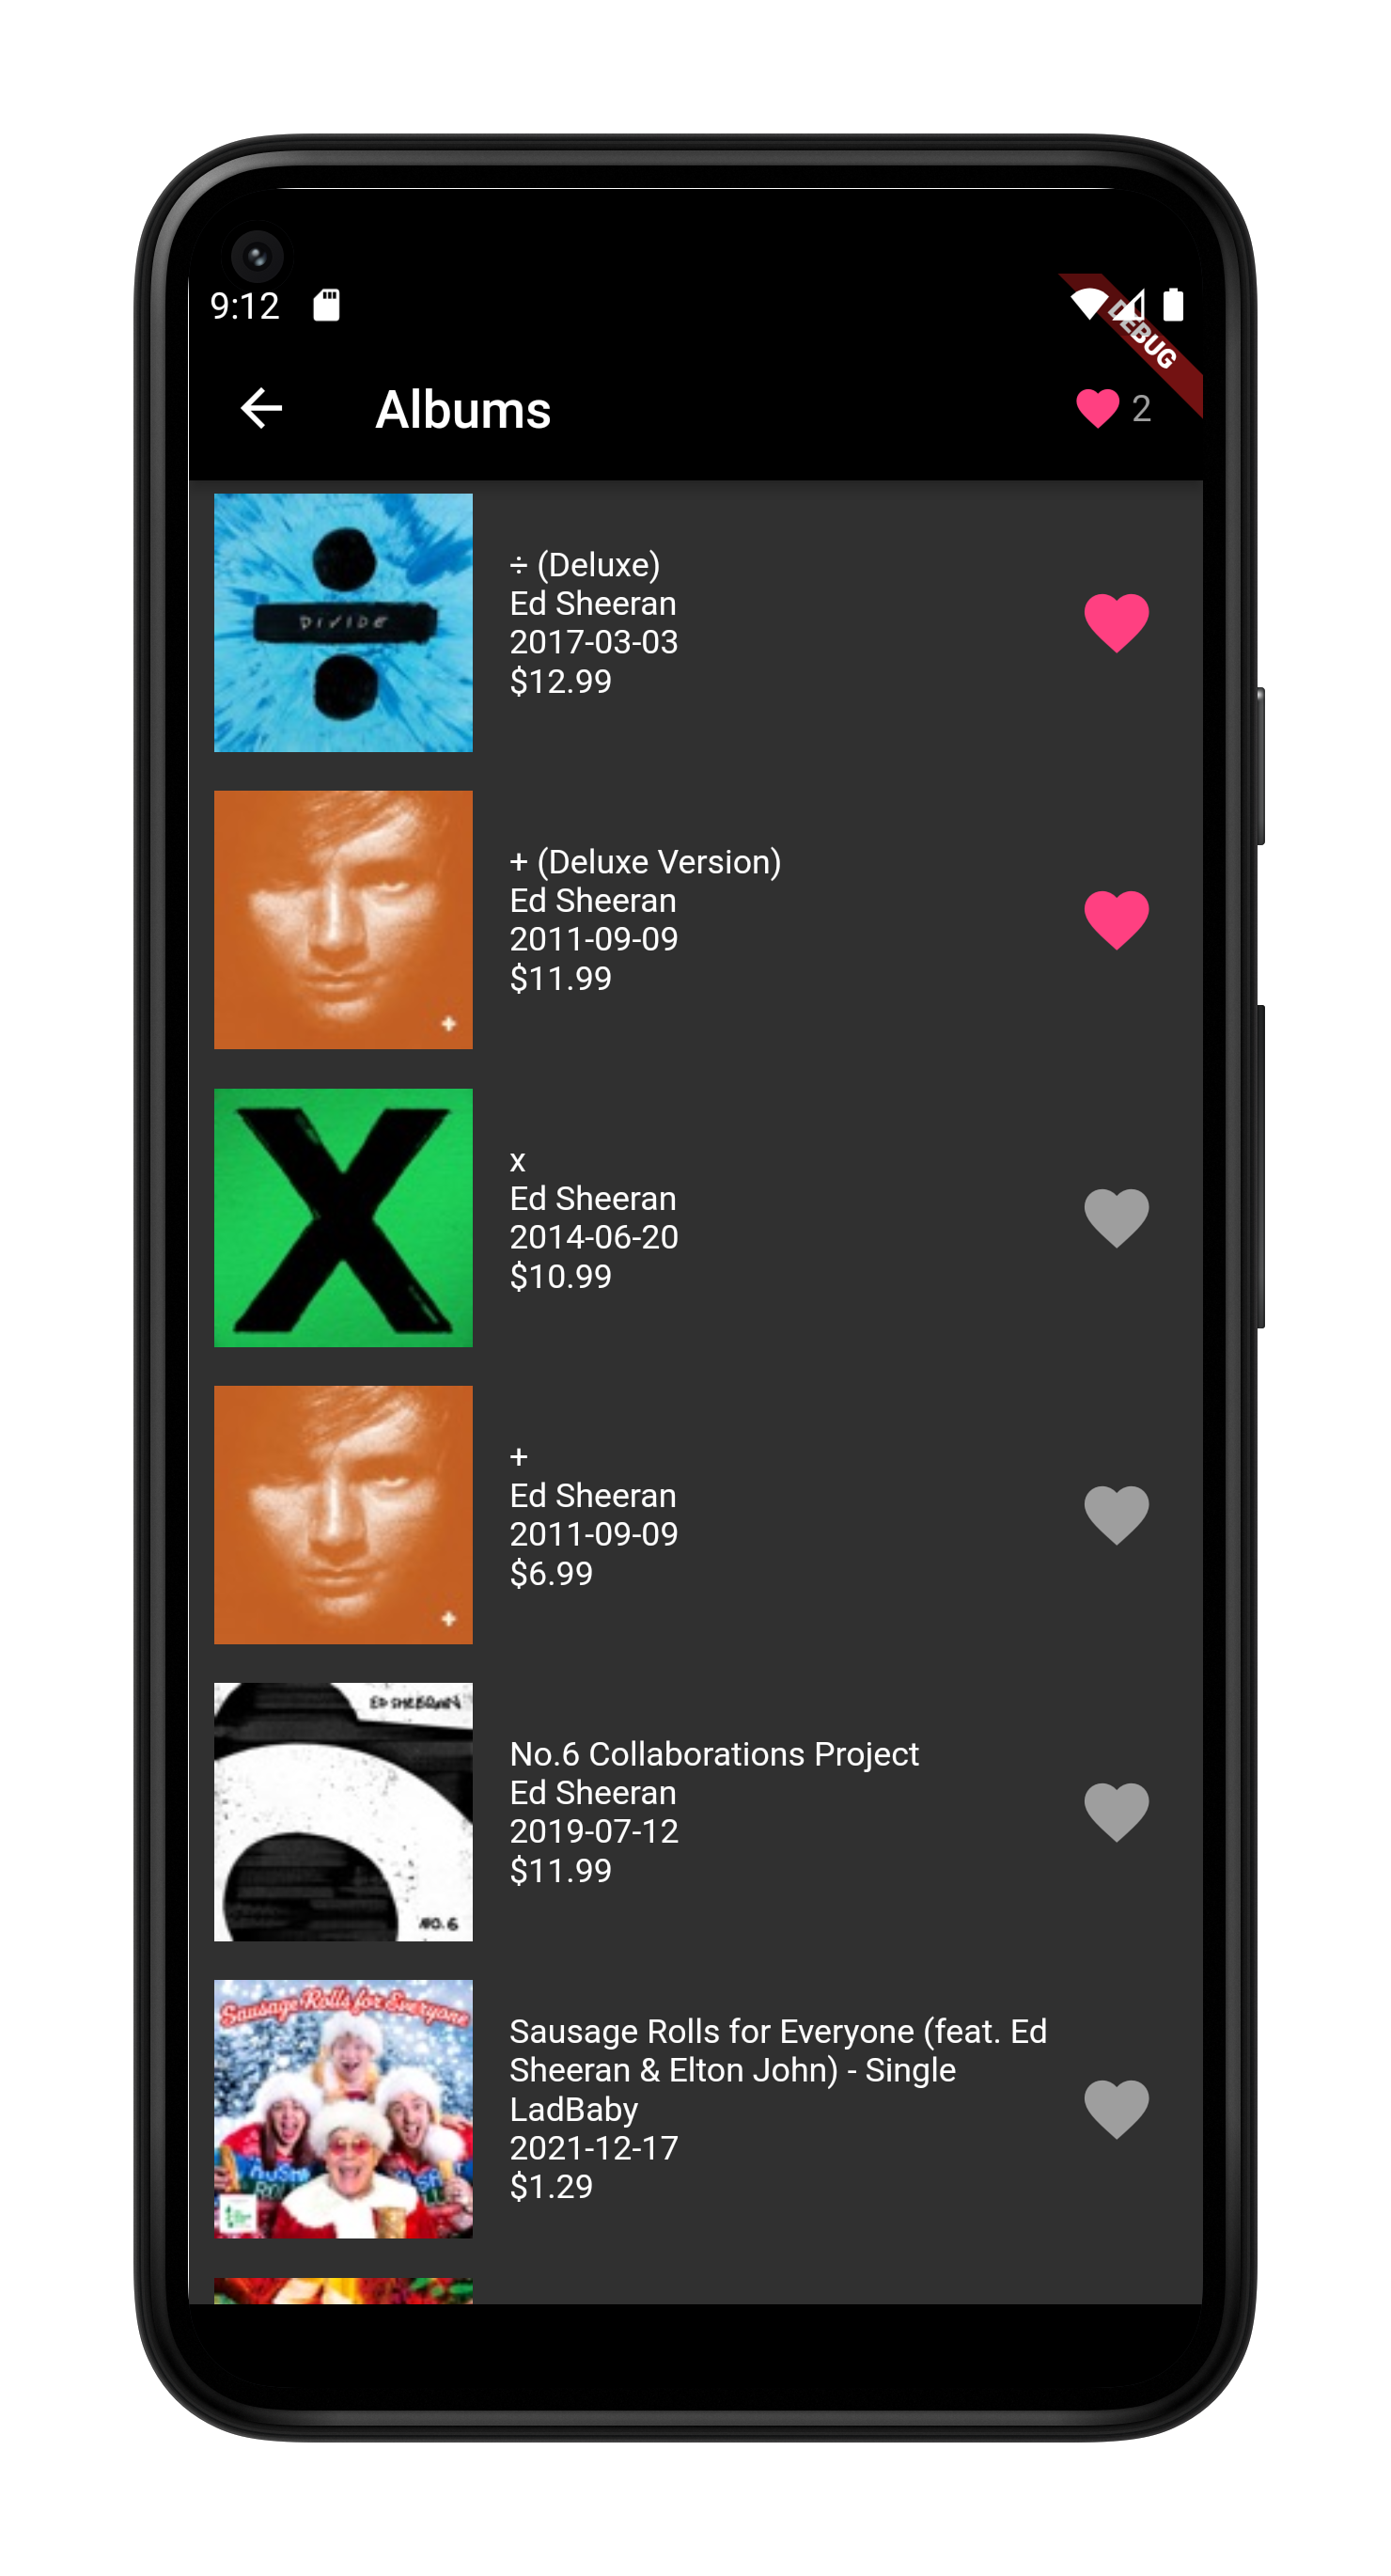 9:12
DEBUG
Albums
2
DIVIDE
÷ (Deluxe)
Ed Sheeran
2017-03-03
$12.99
+ (Deluxe Version)
Ed Sheeran
2011-09-09
$11.99
+
X
x
Ed Sheeran
2014-06-20
$10.99
+
Ed Sheeran
2011-09-09
$6.99
+
ED SHEERAN
NO.6
No.6 Collaborations Project
Ed Sheeran
2019-07-12
$11.99
Sausage Rolls for Everyone
Sausage Rolls for Everyone (feat. Ed
Sheeran & Elton John) - Single
LadBaby
2021-12-17
$1.29